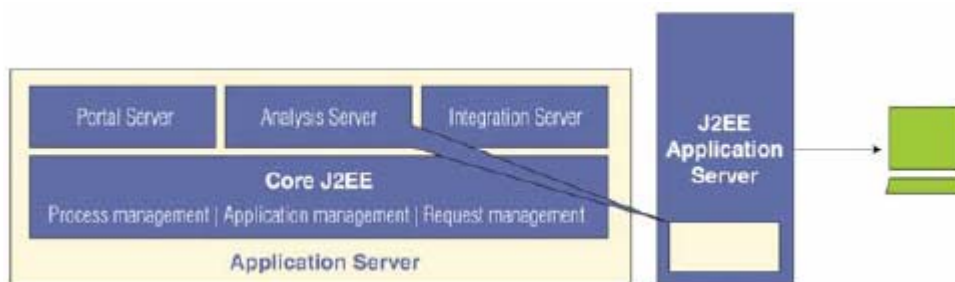 Portal Server
Analysis Server
Integration Server
Core J2EE
Process management | Application management | Request management
Application Server
J2EE
Application
Server